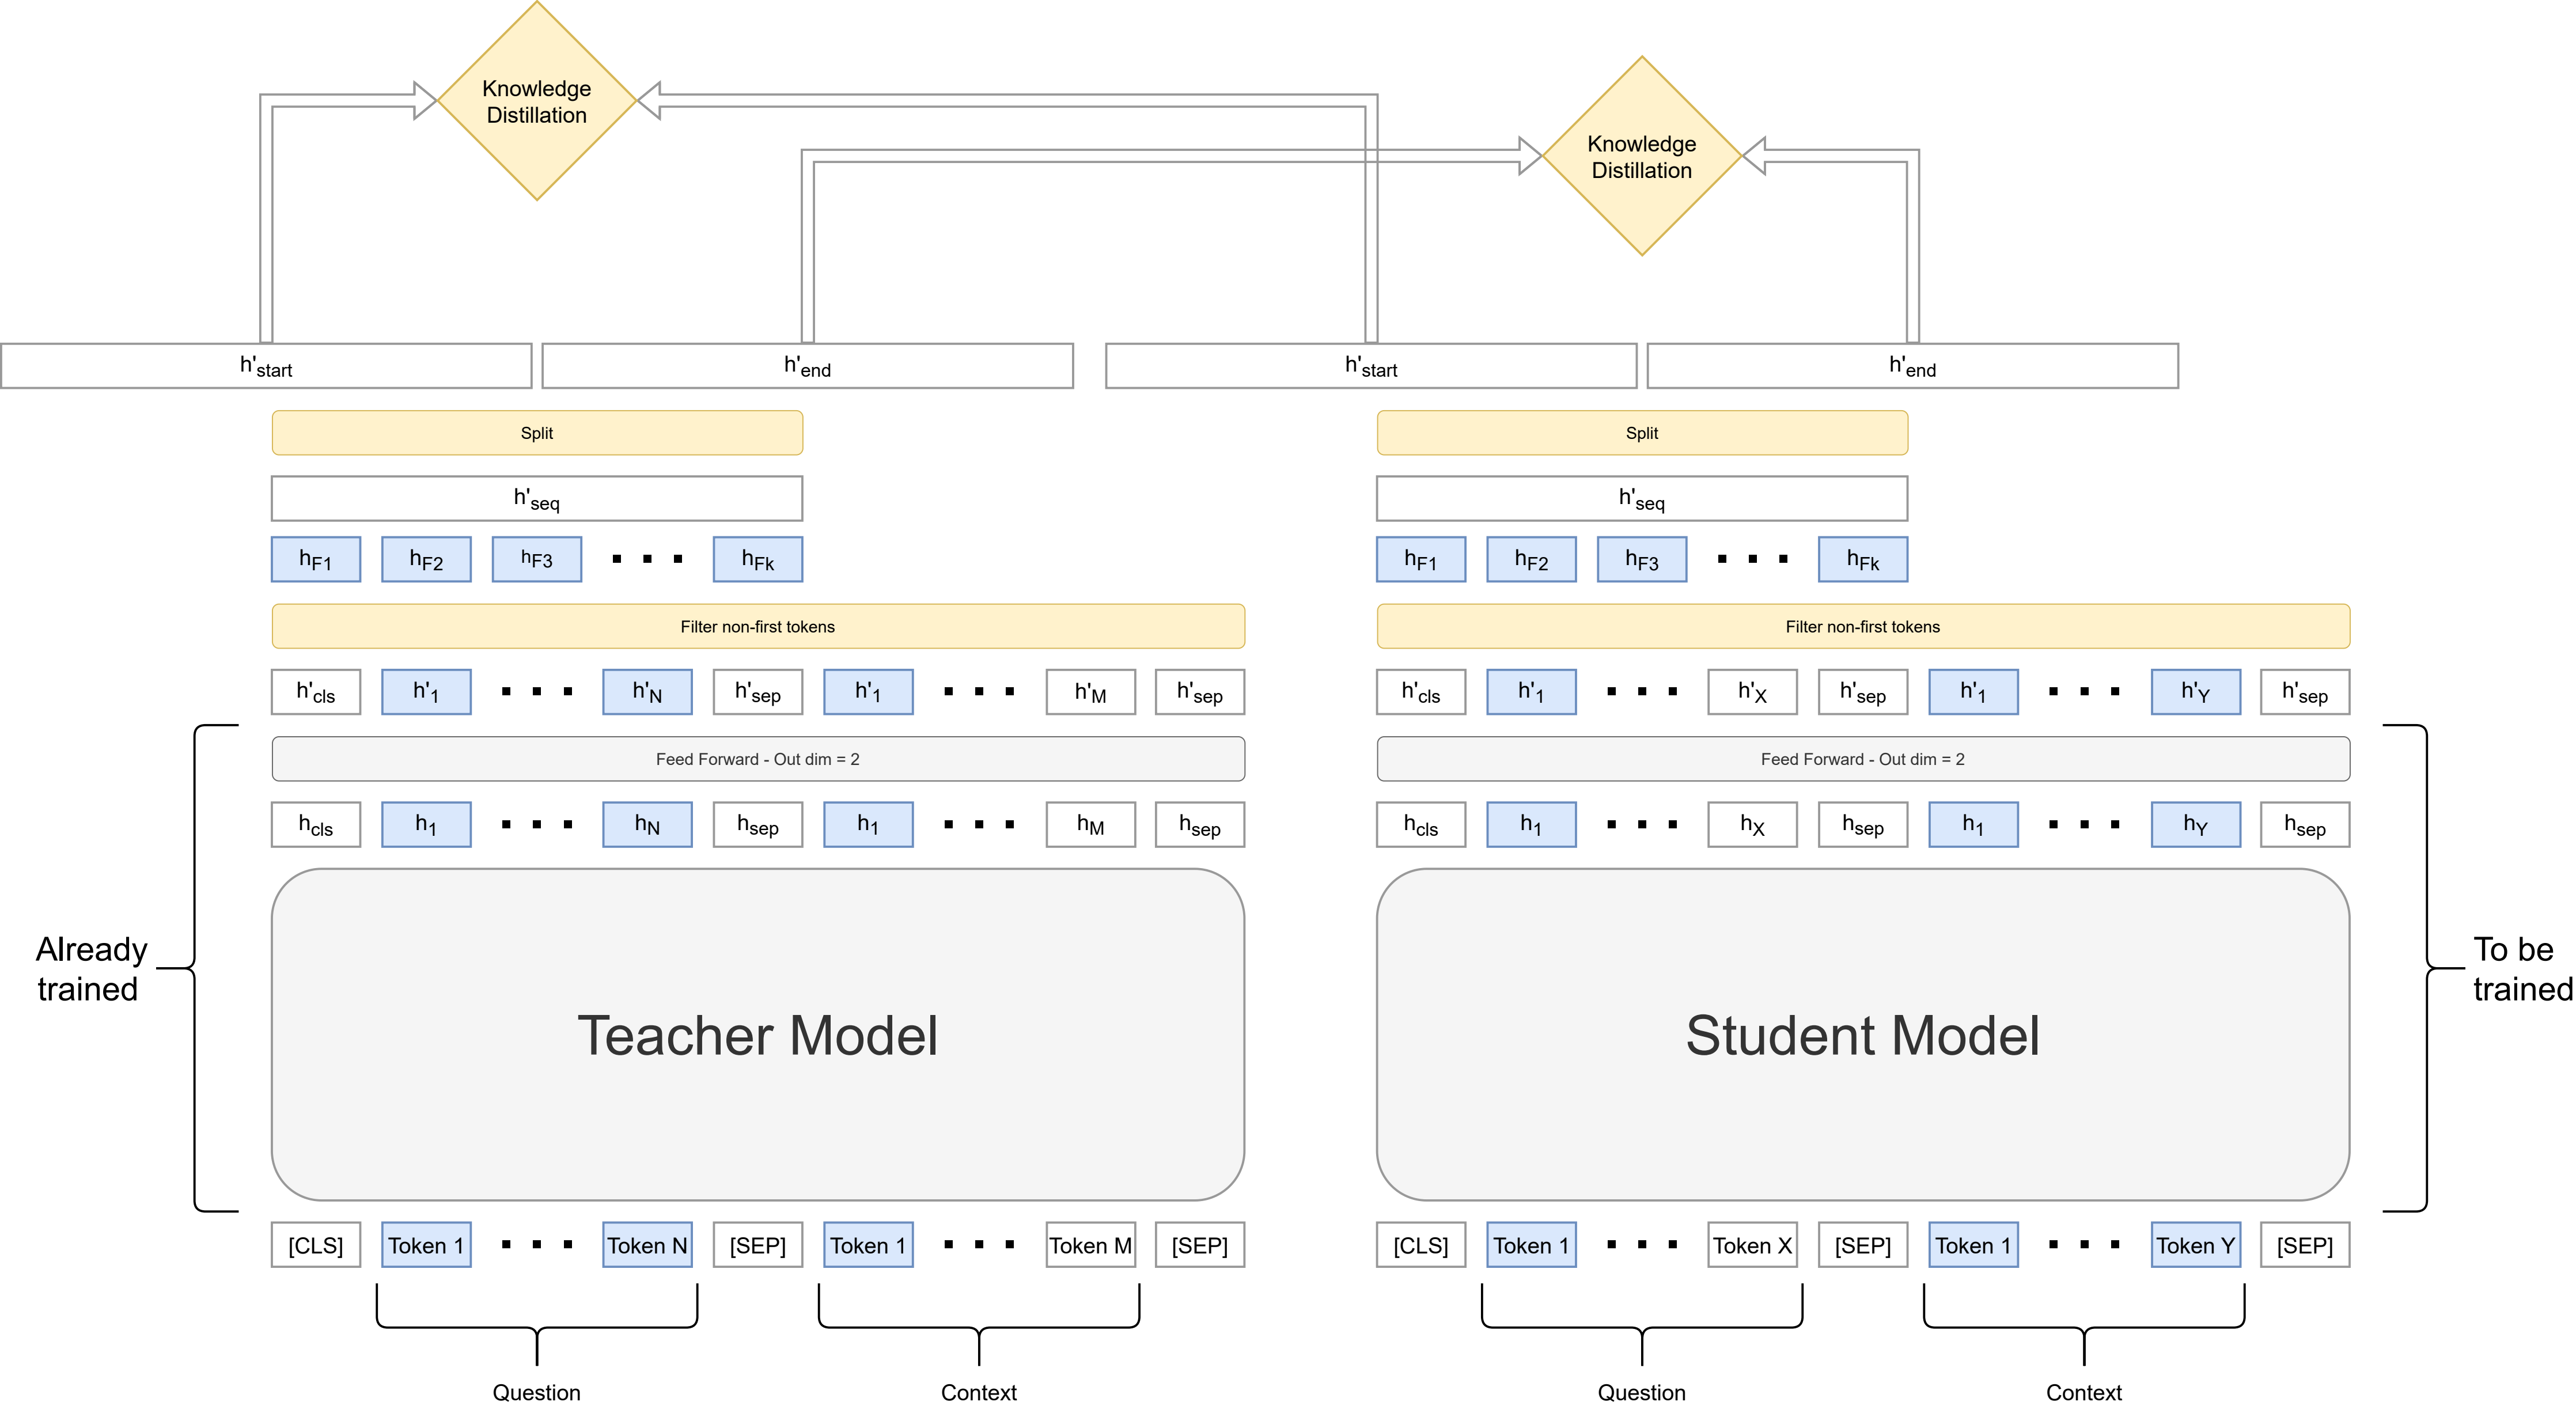 Knowledge
Distillation
Knowledge
Distillation
h'start h'end h'start h'end
Split Split
h'seq h'seq
hF1 hF2 hF3 hFk hF1 hF2 hF3 hFk
Filter non-first tokens Filter non-first tokens
h'cls h'1 h'N h'sep h'1 h'M h'sep h'cls h'1 h'X h'sep h'1 h'Y h'sep
Feed Forward - Out dim = 2 Feed Forward - Out dim = 2
hcls h1 hN hsep h1 hM hsep hcls h1 hX hsep h1 hY hsep
Already
trained
Teacher Model
Student Model
To be
trained
[CLS] Token 1 Token N [SEP] Token 1 Token M [SEP] [CLS] Token 1 Token X [SEP] Token 1 Token Y [SEP]
Question Context Question Context